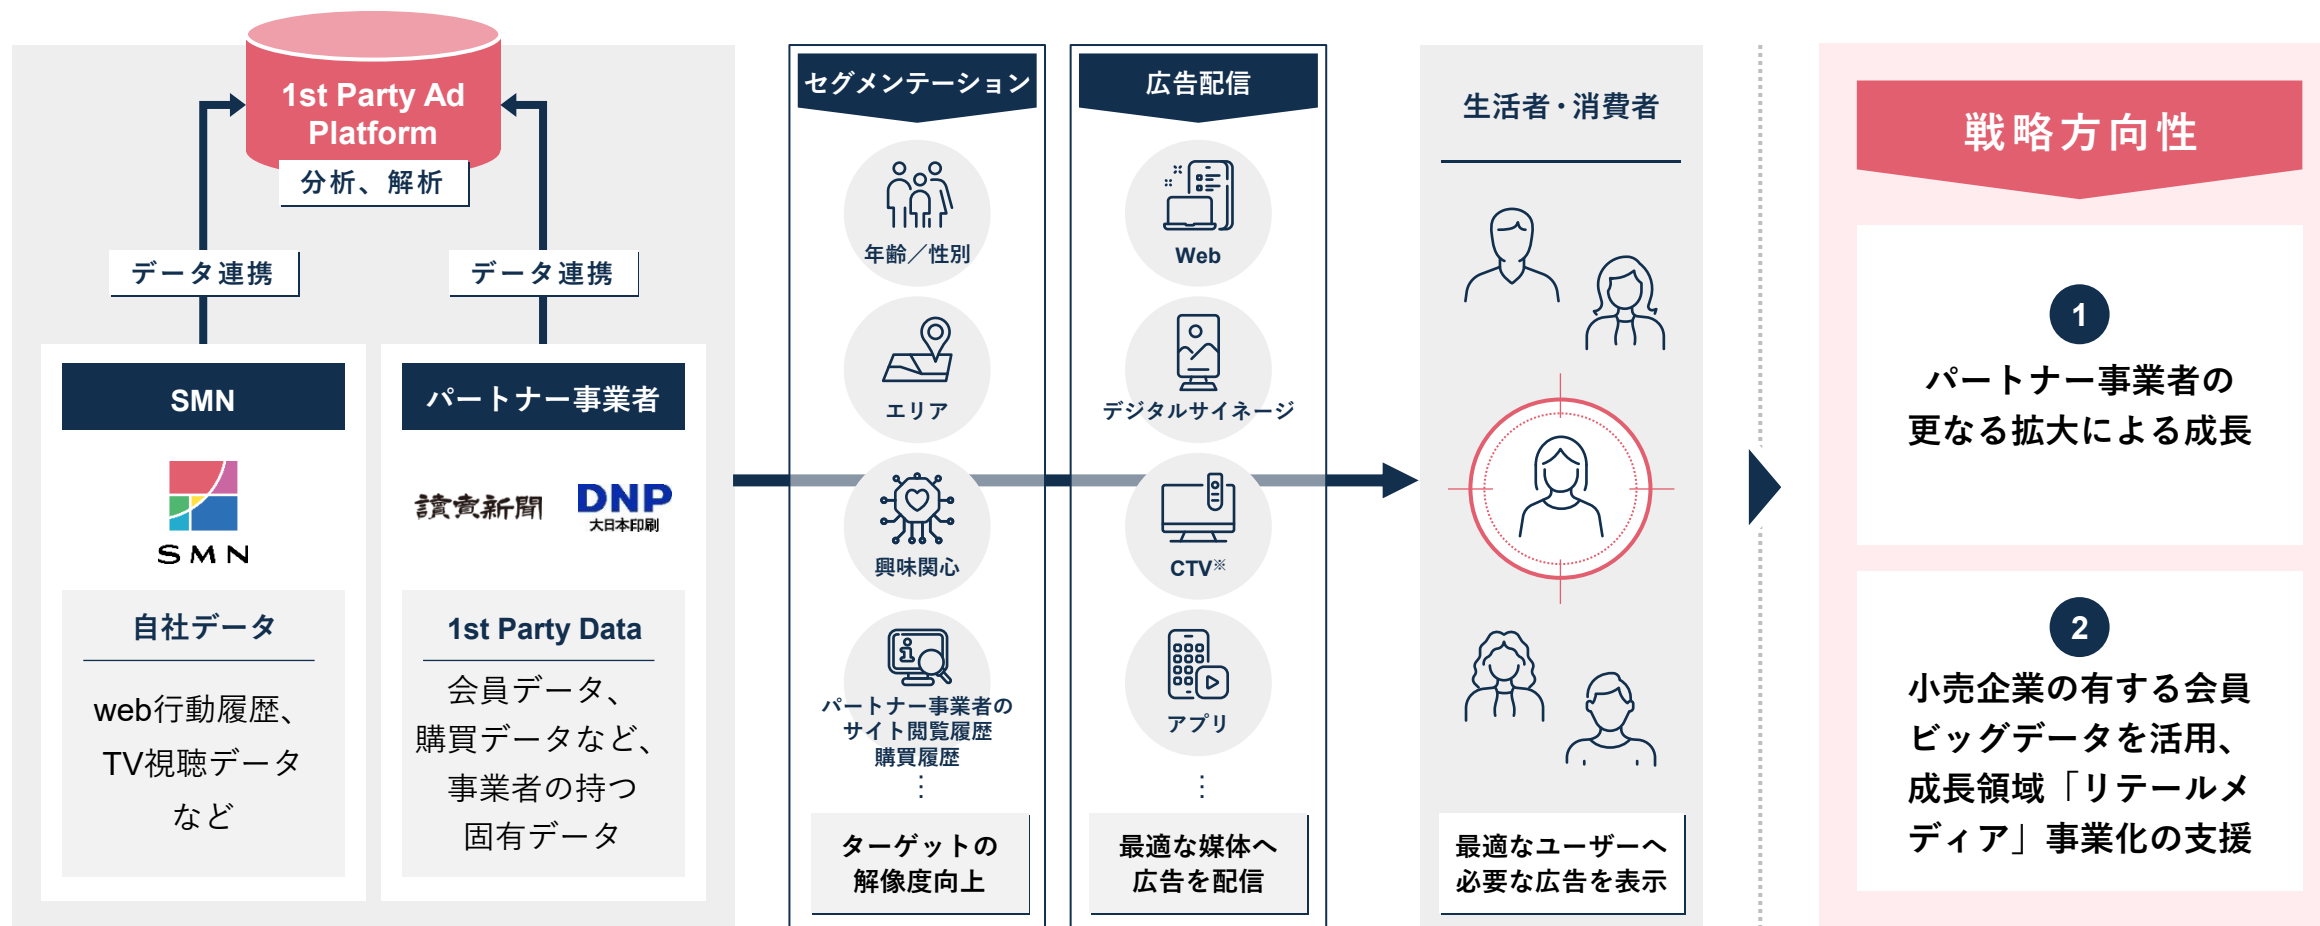 1st Party Ad
Platform
分析、解析
データ連携
データ連携
SMN
SMN
自社データ
web行動履歴、
TV視聴データ
など
パートナー事業者
讀賣新聞
DNP
大日本印刷
1st Party Data
会員データ、
購買データなど、
事業者の持つ
固有データ
セグメンテーション
年齢／性別
エリア
興味関心
パートナー事業者の
サイト閲覧履歴
購買履歴
⋮
ターゲットの
解像度向上
広告配信
Web
デジタルサイネージ
CTV※
アプリ
⋮
最適な媒体へ
広告を配信
生活者・消費者
最適なユーザーへ
必要な広告を表示
戦略方向性
1
パートナー事業者の
更なる拡大による成長
2
小売企業の有する会員
ビッグデータを活用、
成長領域「リテールメ
ディア」事業化の支援